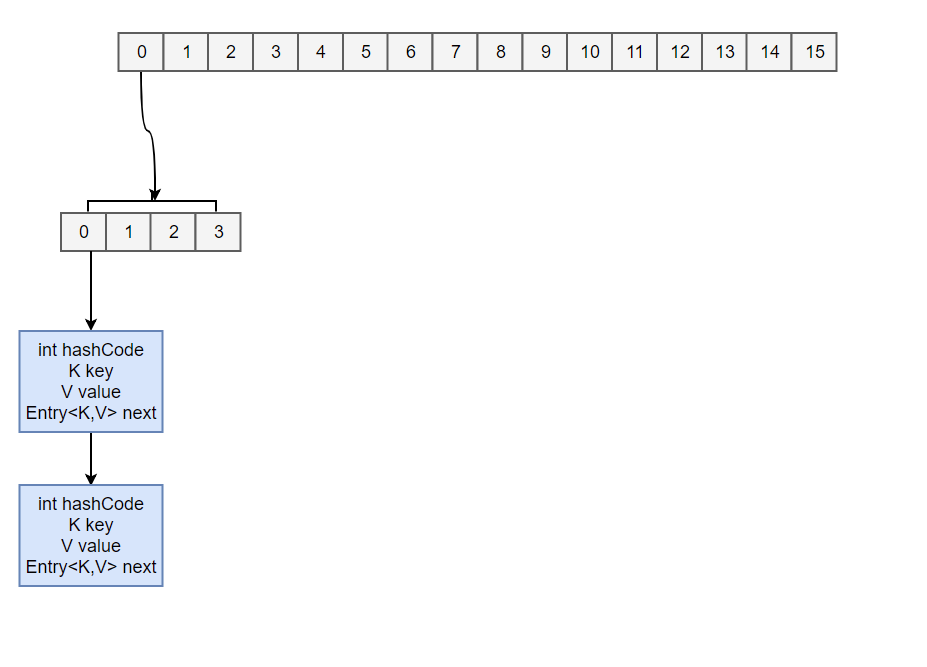 0 1 2 3 4 5 6 7 8 9 10 11 12 13 14 15
0 1 2 3
int hashCode
K key
V value
Entry<K,V> next
int hashCode
K key
V value
Entry<K,V> next